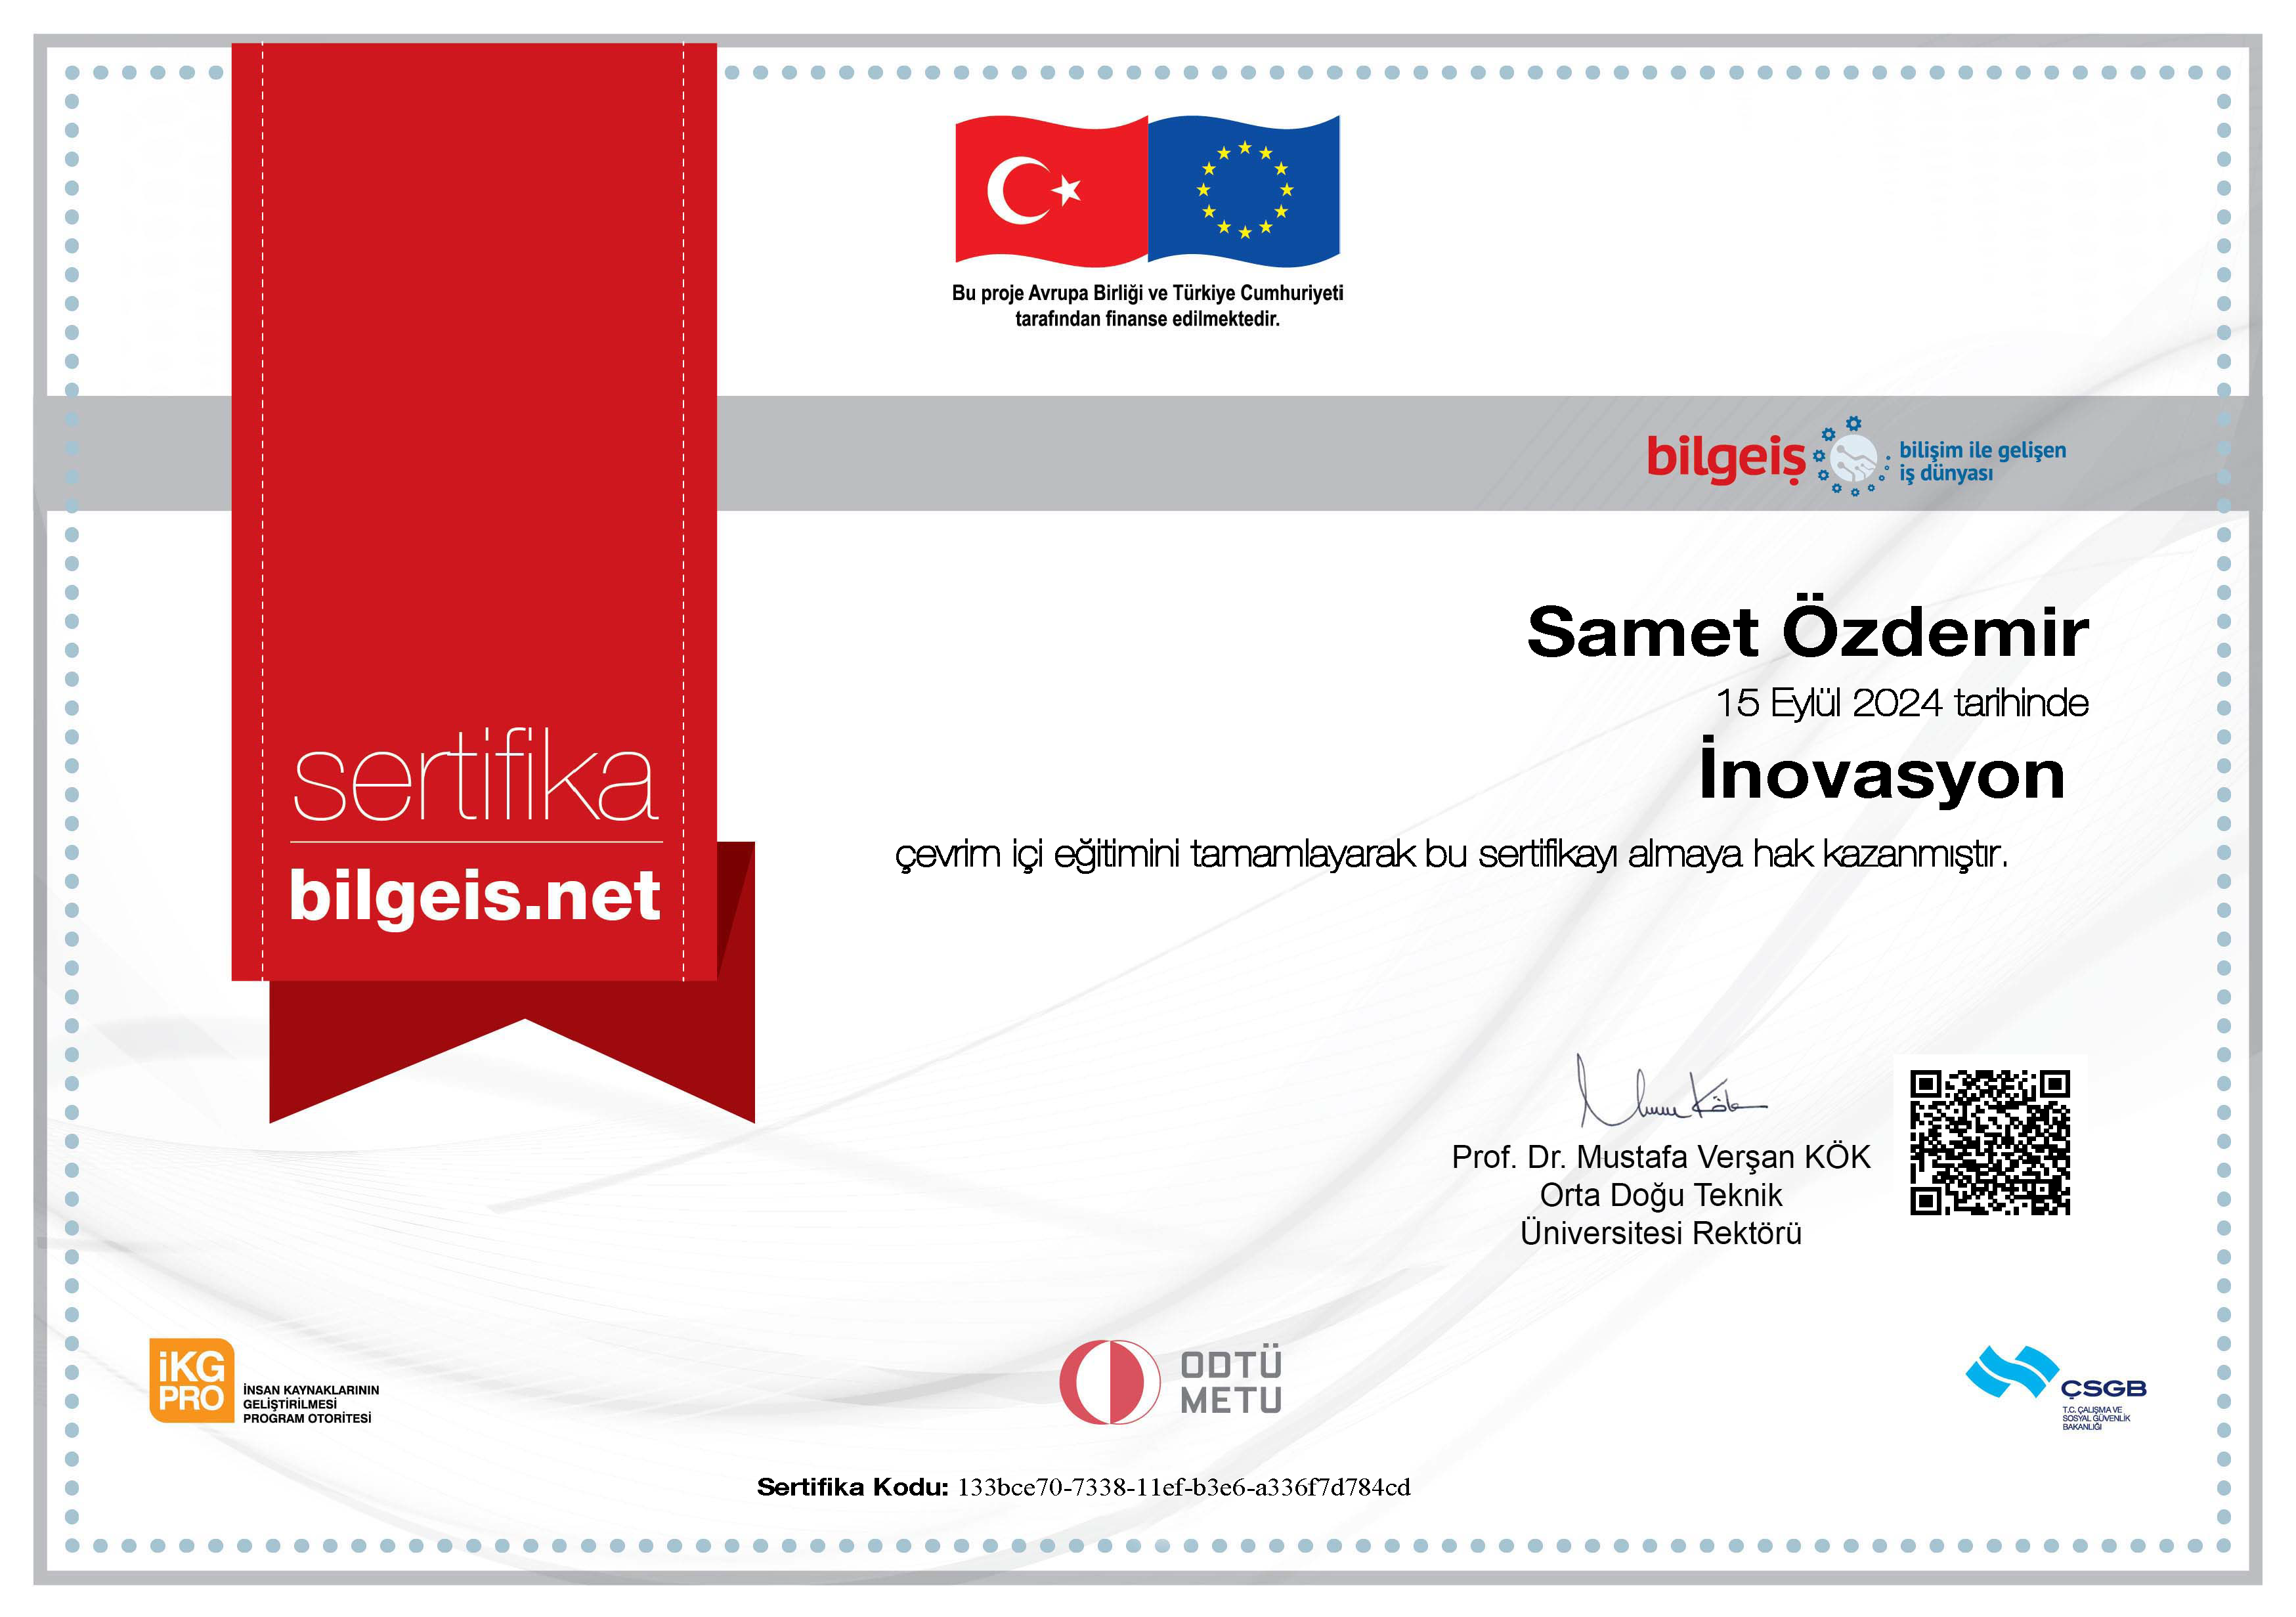 Bu proje Avrupa Birliği ve Türkiye Cumhuriyeti
tarafından finanse edilmektedir.
bilgeiş
bilişim ile gelişen
iş dünyası
Samet Özdemir
15 Eylül 2024 tarihinde
İnovasyon
çevrim içi eğitimini tamamlayarak bu sertifikayı almaya hak kazanmıştır.
sertifika
bilgeis.net
Prof. Dr. Mustafa Verşan KÖK
Orta Doğu Teknik
Üniversitesi Rektörü
iKG
PRO
İNSAN KAYNAKLARININ
GELİŞTİRİLMESİ
PROGRAM OTORİTESİ
ODTÜ
METU
ÇSGB
T.C. ÇALIŞMA VE
SOSYAL GÜVENLİK
BAKANLIĞI
Sertifika Kodu: 133bce70-7338-11ef-b3e6-a336f7d784cd